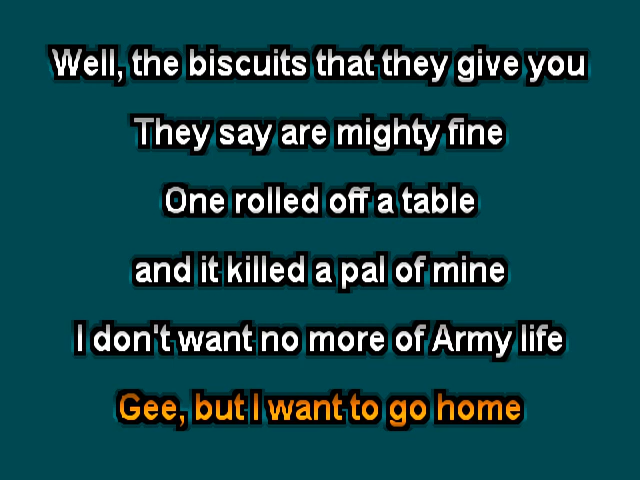 Well, the biscuits that they give you
They say are mighty fine
One rolled off a table
and it killed a pal of mine
I don't want no more of Army life
Gee, but I want to go home